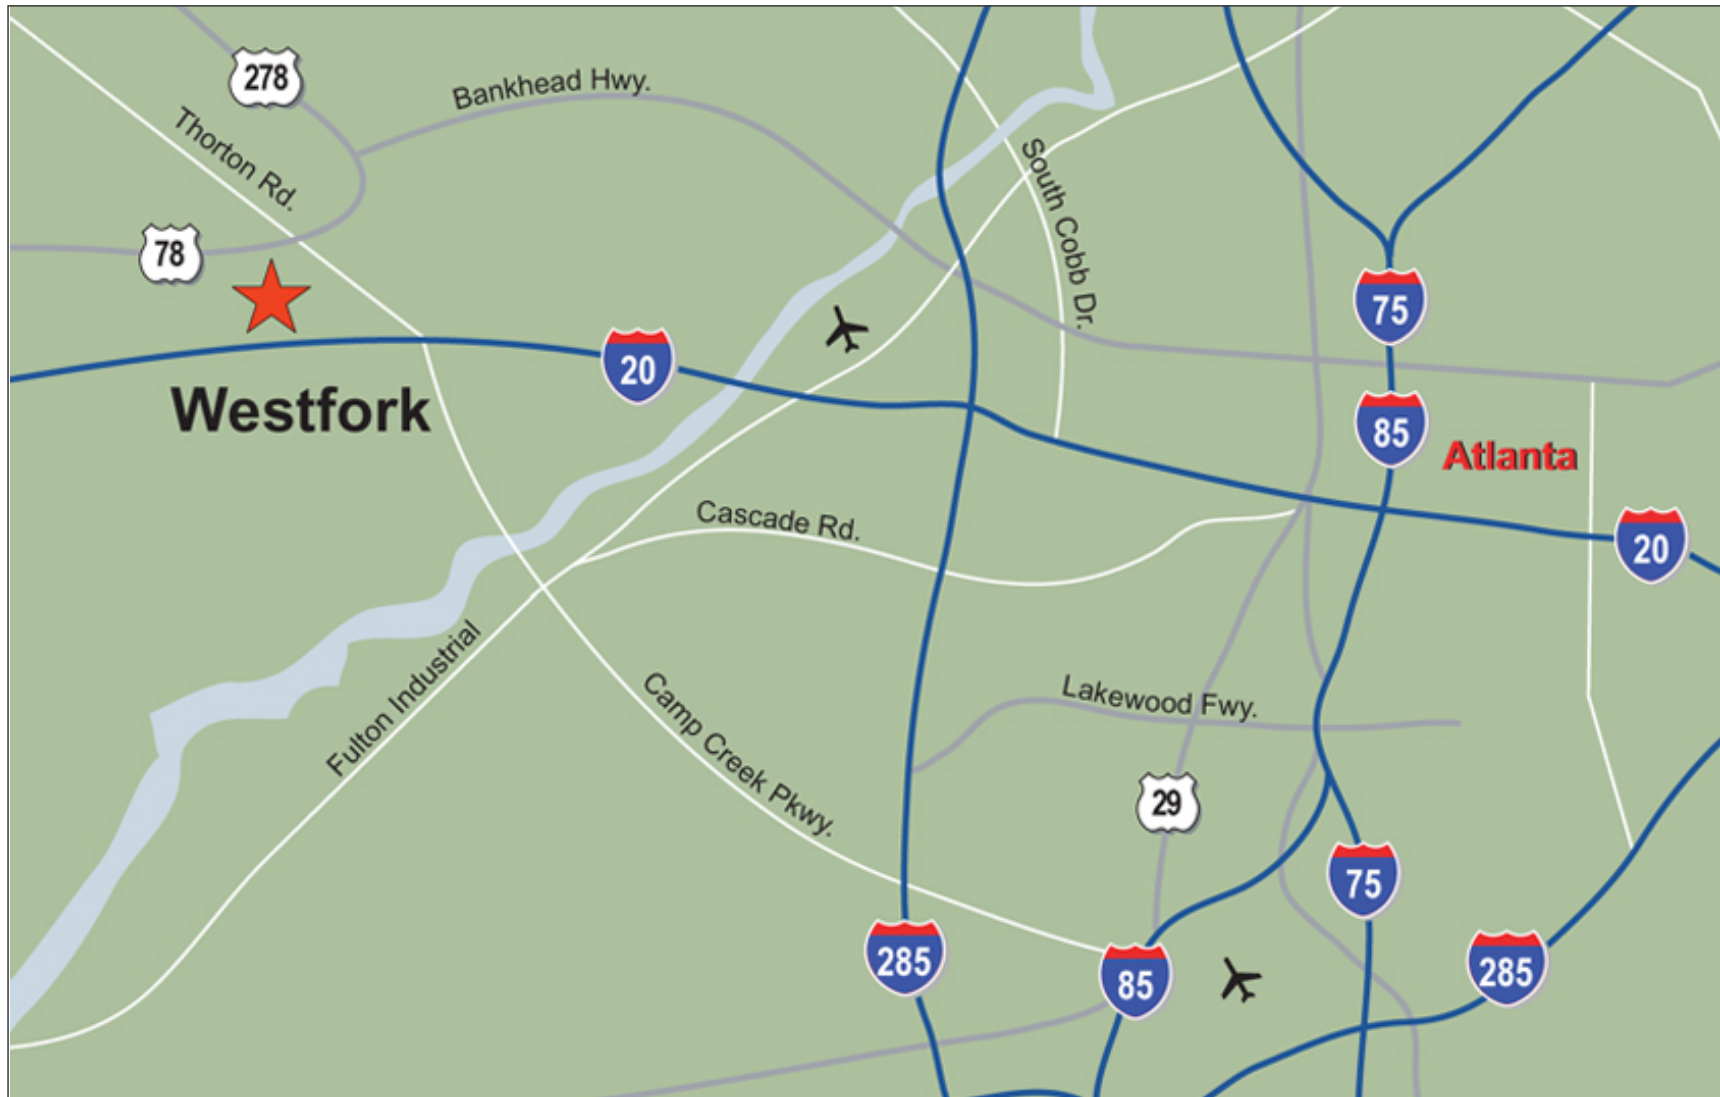 278
Bankhead Hwy.
Thorton Rd.
South Cobb Dr.
78
75
20
Westfork
85
Atlanta
Cascade Rd.
20
Fulton Industrial
Camp Creek Pkwy.
Lakewood Fwy.
29
75
285
85
285